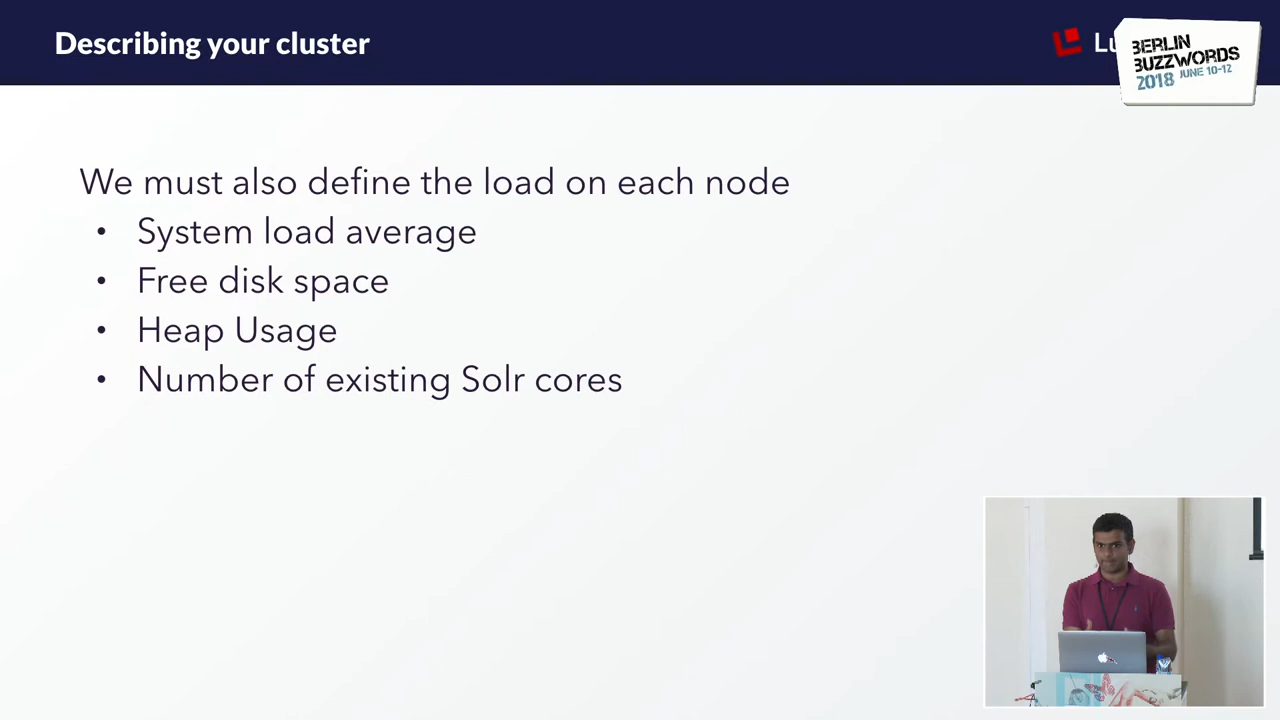 Describing your cluster
Lu
BERLIN
BUZZWORDS
2018 JUNE 10-12
We must also define the load on each node
• System load average
• Free disk space
• Heap Usage
• Number of existing Solr cores